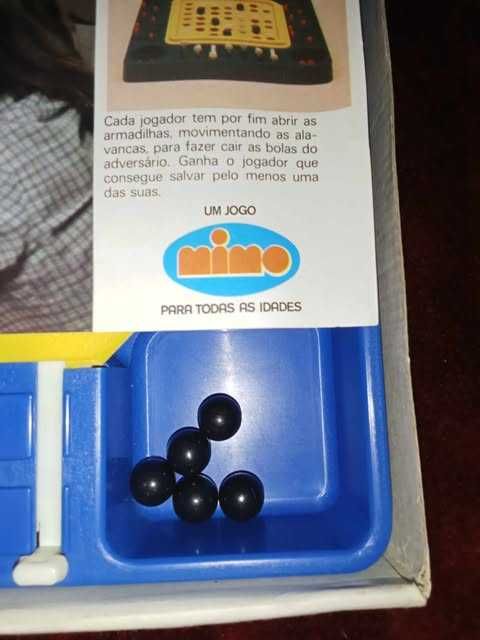 Cada jogador tem por fim abrir as
armadilhas, movimentando as ala-
vancas, para fazer cair as bolas do
adversário. Ganha o jogador que
consegue salvar pelo menos uma
das suas.
UM JOGO
mimo
PARA TODAS AS IDADES